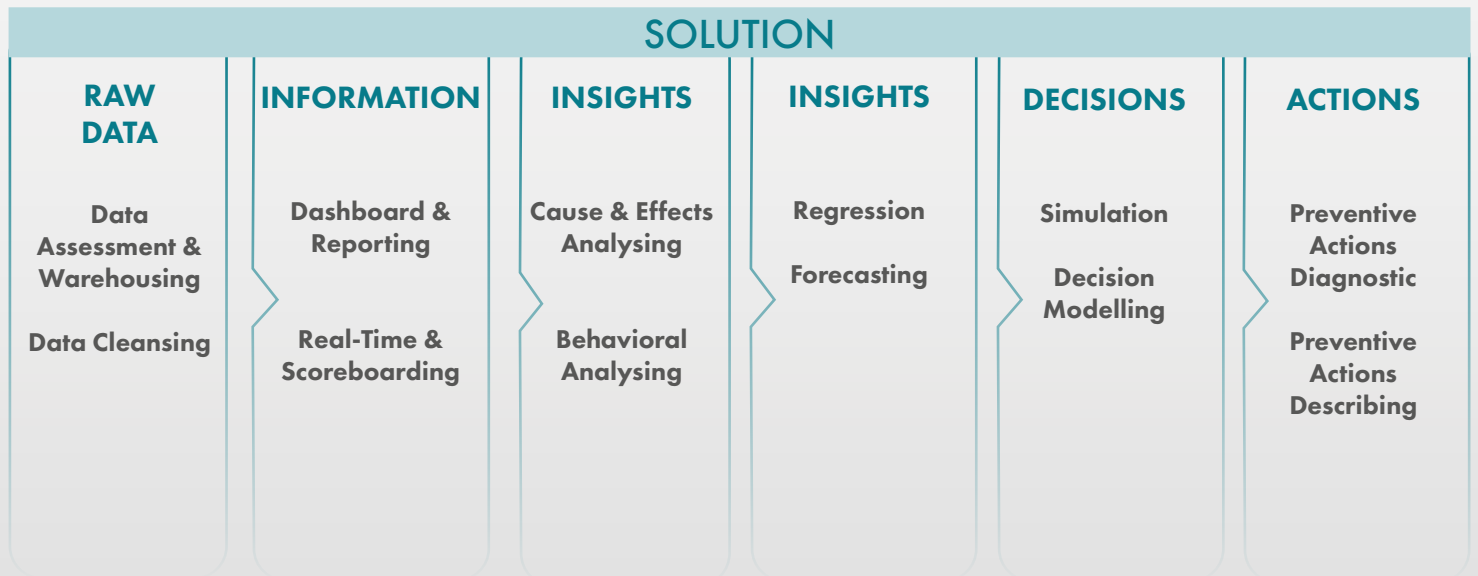 SOLUTION
RAW
DATA
Data
Assessment &
Warehousing
Data Cleansing
INFORMATION
Dashboard &
Reporting
Real-Time &
Scoreboarding
INSIGHTS
Cause & Effects
Analysing
Behavioral
Analysing
INSIGHTS
Regression
Forecasting
DECISIONS
Simulation
Decision
Modelling
ACTIONS
Preventive
Actions
Diagnostic
Preventive
Actions
Describing